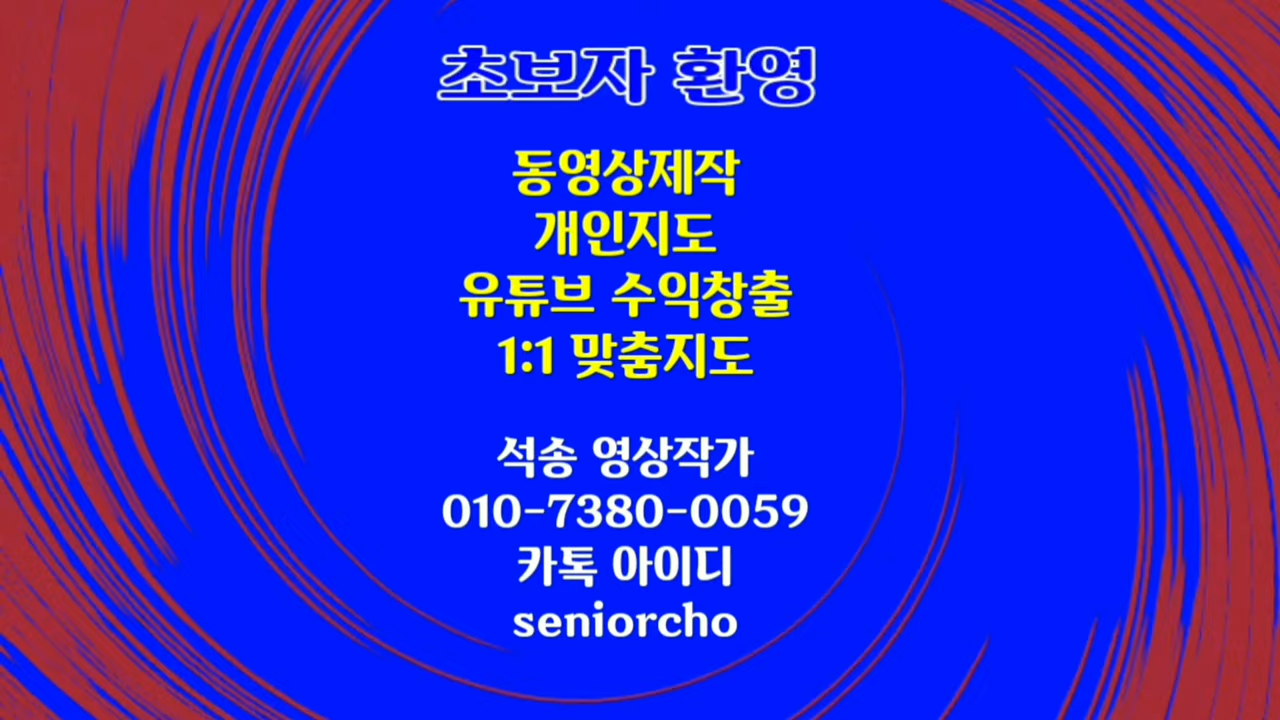 초보자 환영
동영상제작
개인지도
유튜브 수익창출
1:1 맞춤지도
석송 영상작가
010-7380-0059
카톡 아이디
seniorcho